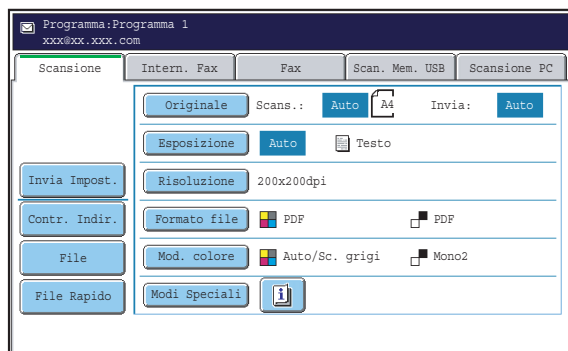 Programma:Programma 1
xxx@xx.xxx.com
Scansione Intern. Fax Fax Scan. Mem. USB Scansione PC
Originale Scans.: Auto A4 Invia: Auto
Esposizione Auto Testo
Invia Impost. Risoluzione 200x200dpi
Contr. Indir. Formato file PDF PDF
File Mod. colore Auto/Sc. grigi Mono2
File Rapido Modi Speciali